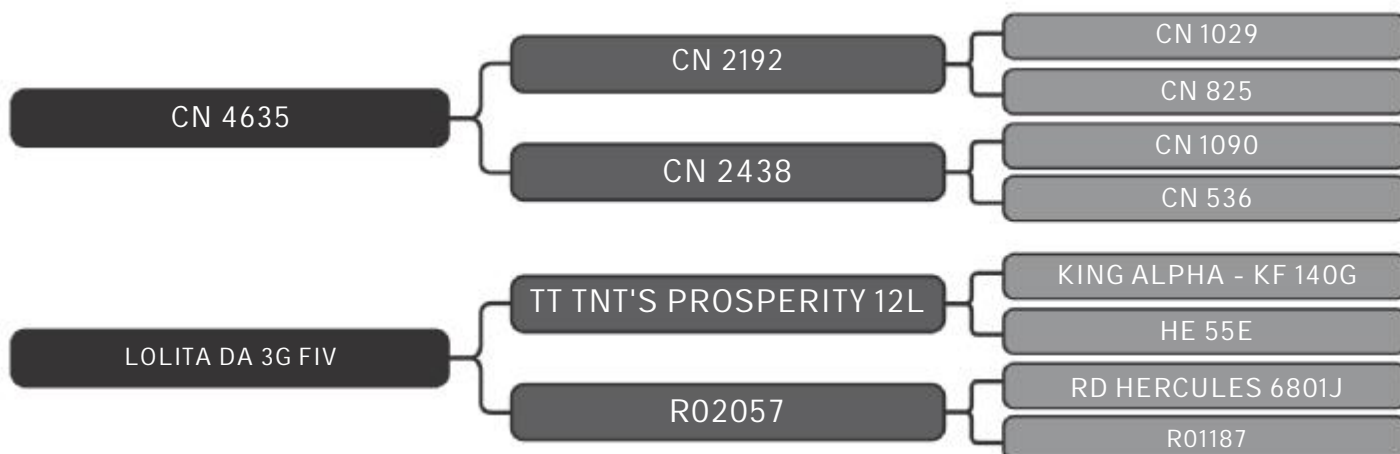 CN 4635
CN 2192
CN 1029
CN 825
CN 2438
CN 1090
CN 536
LOLITA DA 3G FIV
TT TNT'S PROSPERITY 12L
KING ALPHA - KF 140G
HE 55E
R02057
RD HERCULES 6801J
R01187